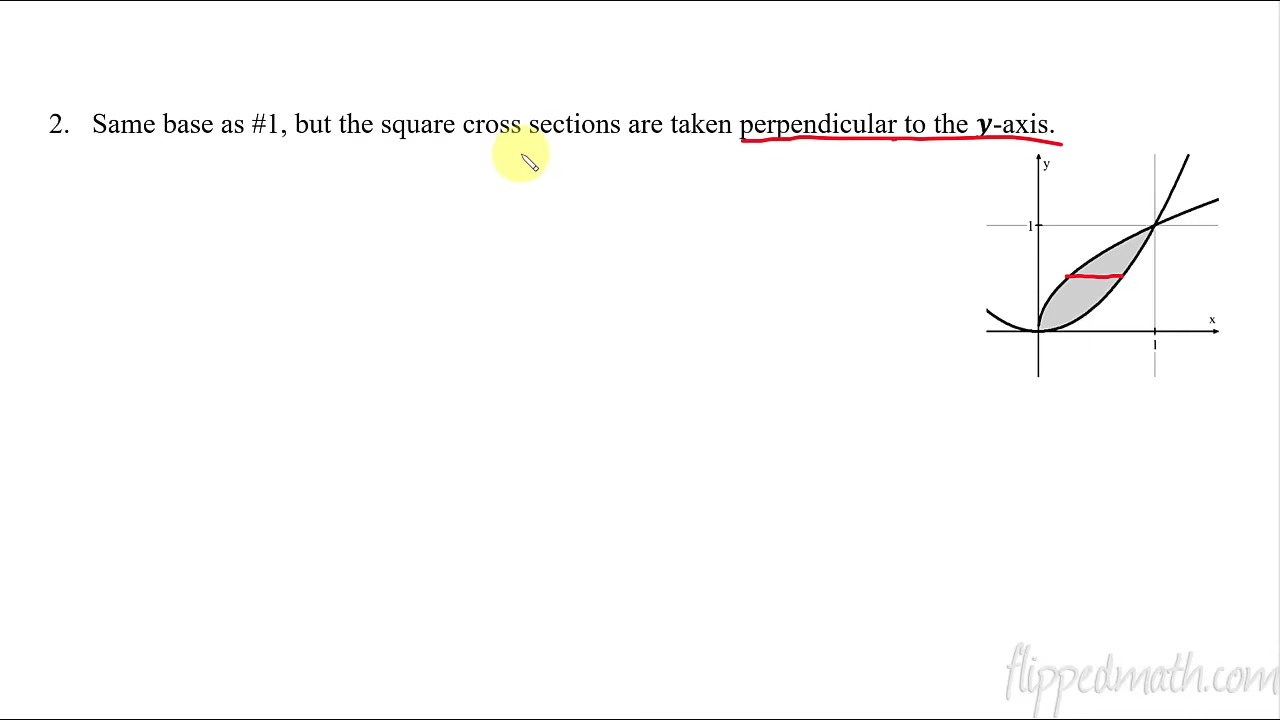 2. Same base as #1, but the square cross sections are taken perpendicular to the y-axis.
y
1
x
1
flippedmath.com